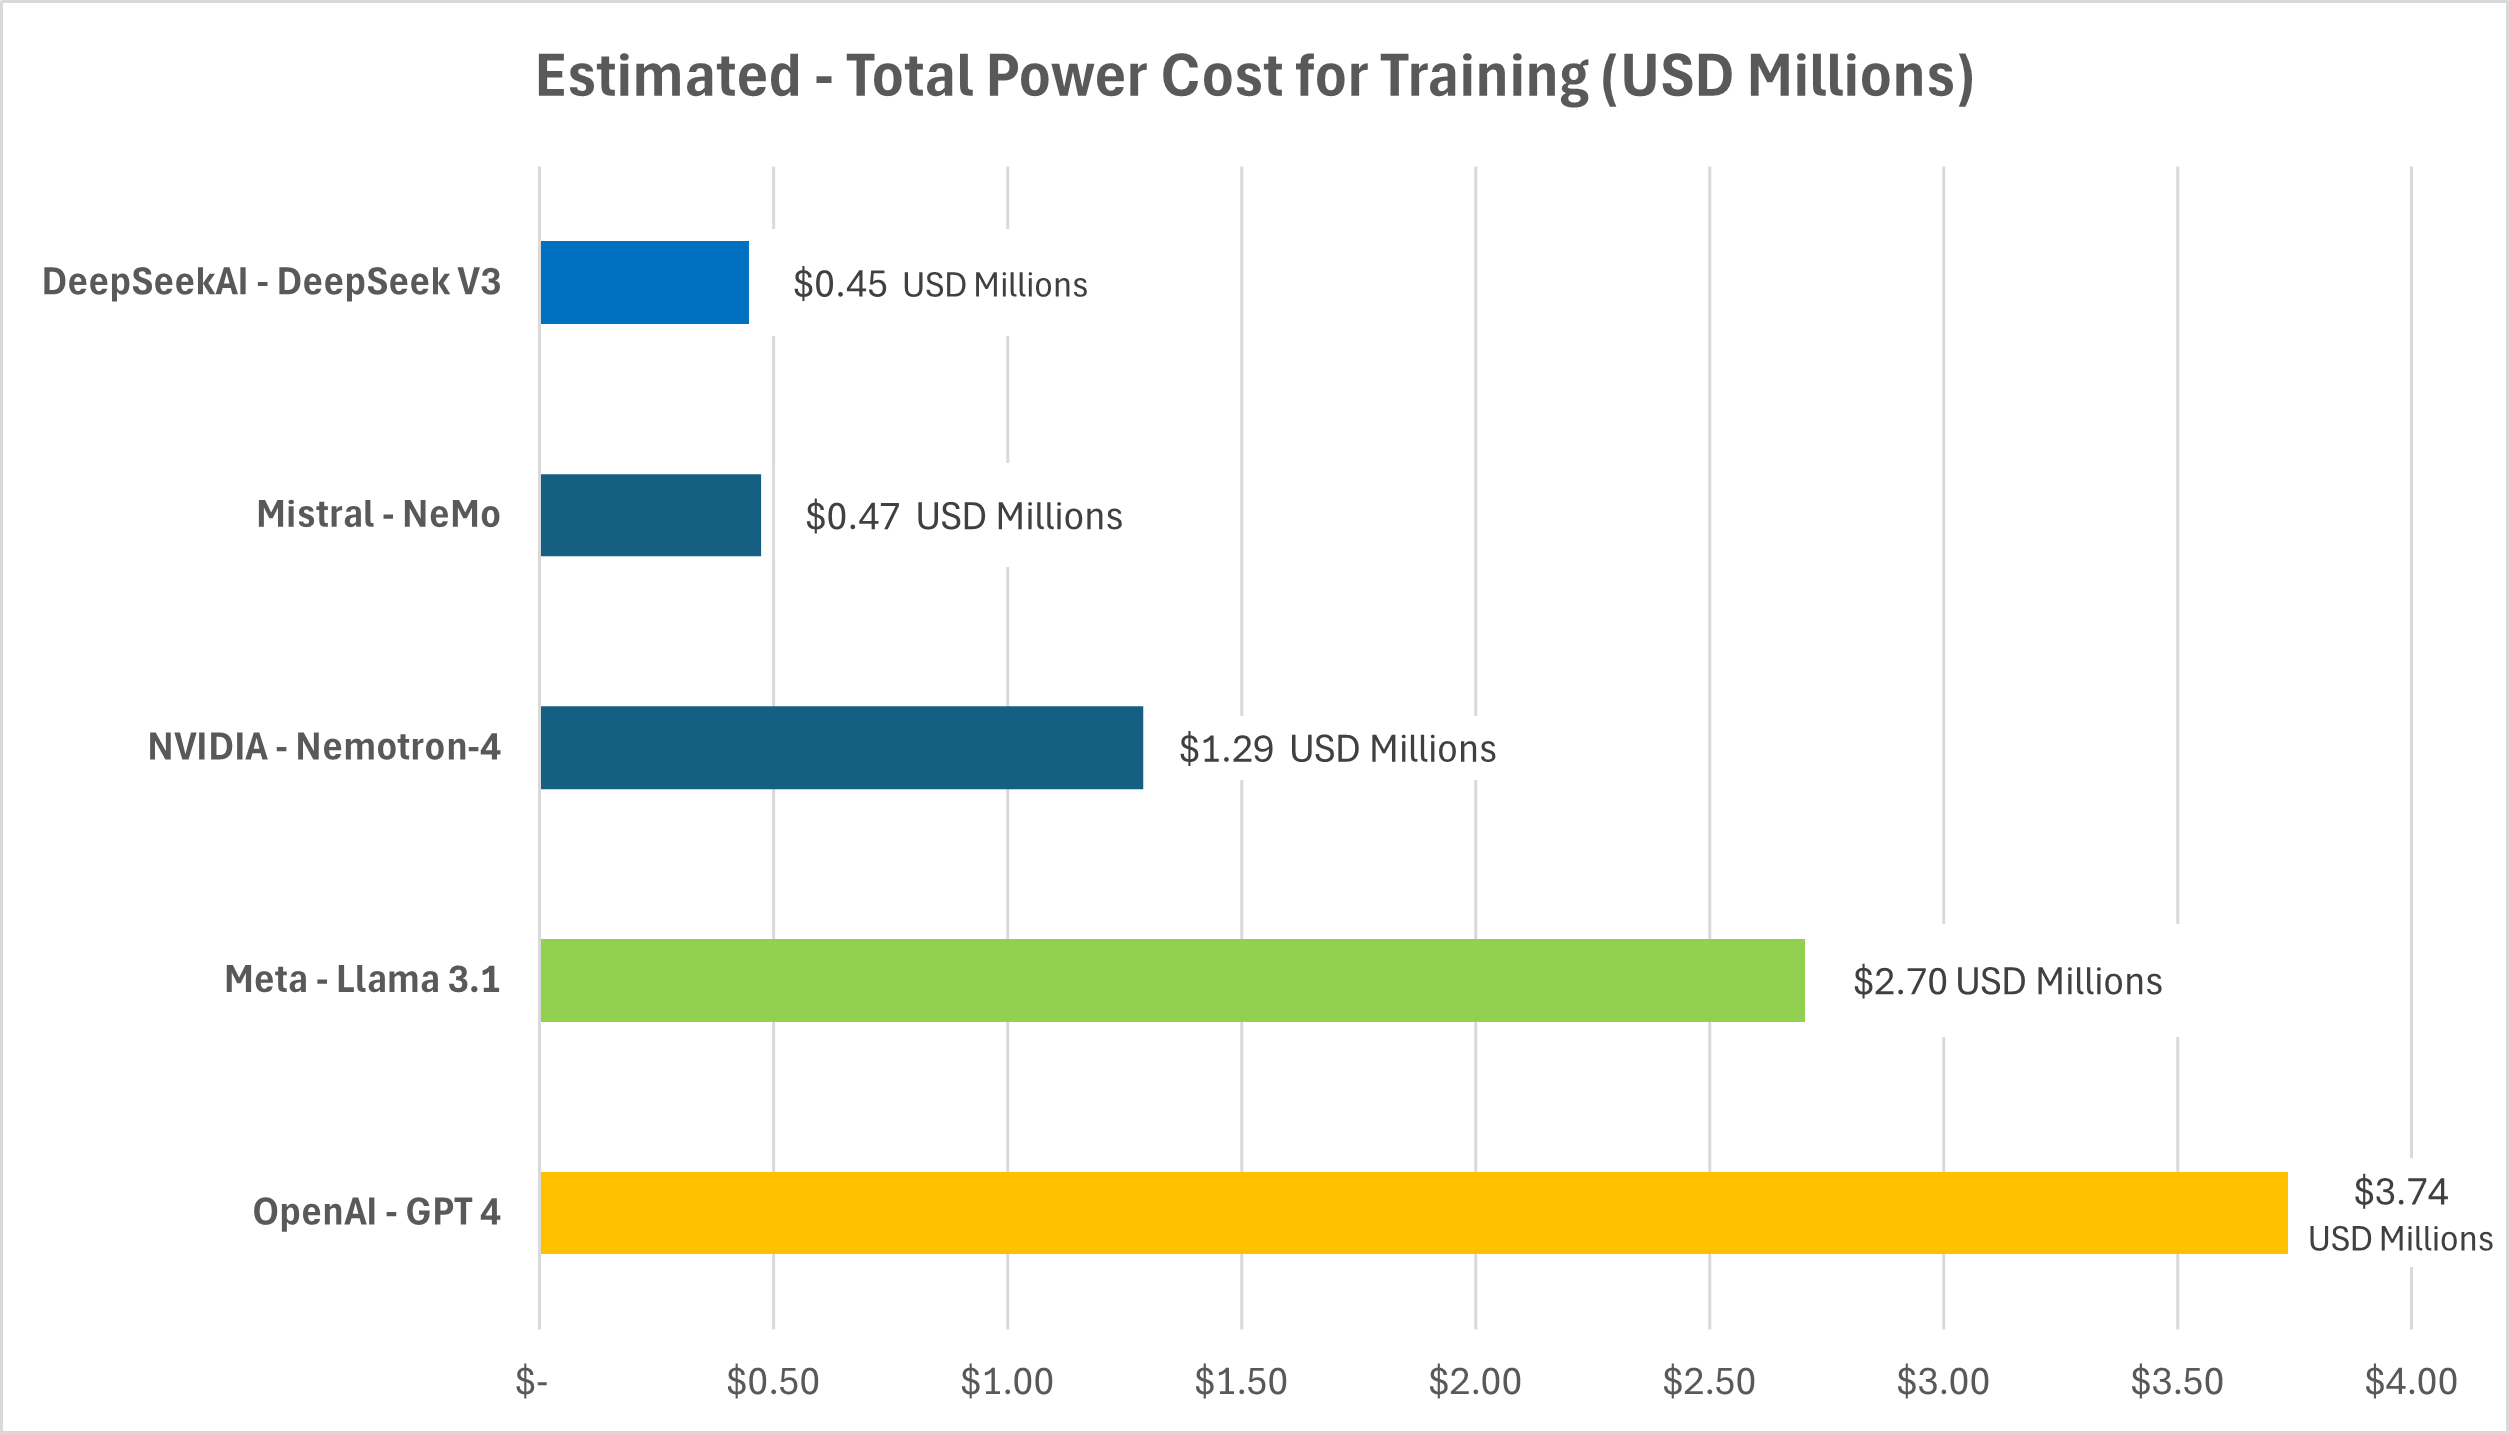 Estimated - Total Power Cost for Training (USD Millions)
DeepSeekAI - DeepSeek V3
$0.45 USD Millions
Mistral - NeMo
$0.47 USD Millions
NVIDIA - Nemotron-4
$1.29 USD Millions
Meta - Llama 3.1
$2.70 USD Millions
OpenAI - GPT 4
$3.74
USD Millions
$- $0.50 $1.00 $1.50 $2.00 $2.50 $3.00 $3.50 $4.00